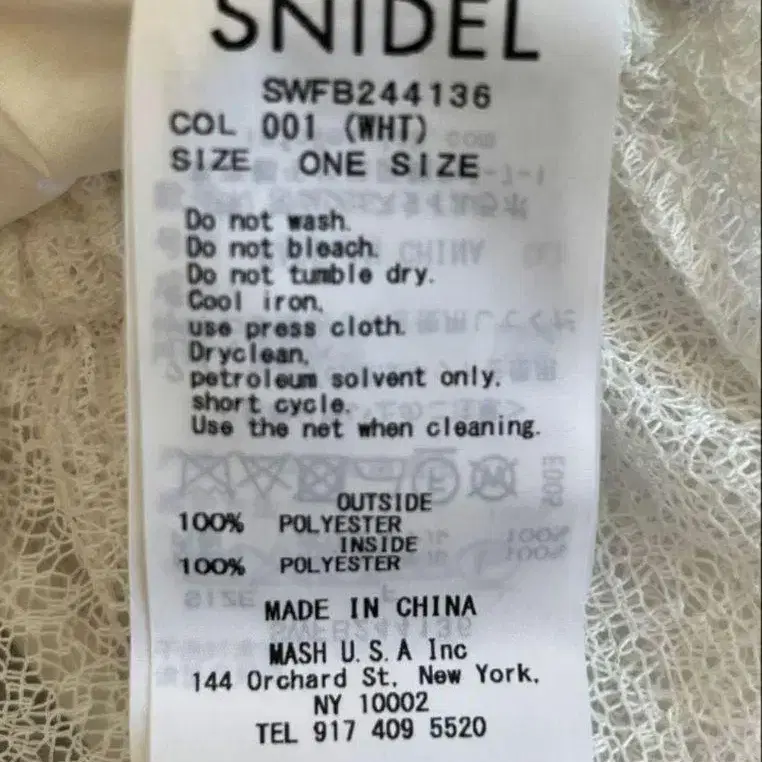 SNIDEL
SWFB244136
COL 001 (WHT)
SIZE ONE SIZE
Do not wash.
Do not bleach.
Do not tumble dry.
Cool iron,
use press cloth.
Dryclean,
petroleum solvent only.
short cycle.
Use the net when cleaning.
OUTSIDE
100% POLYESTER
INSIDE
100% POLYESTER
MADE IN CHINA
MASH U.S.A Inc
144 Orchard St, New York,
NY 10002
TEL 917 409 5520